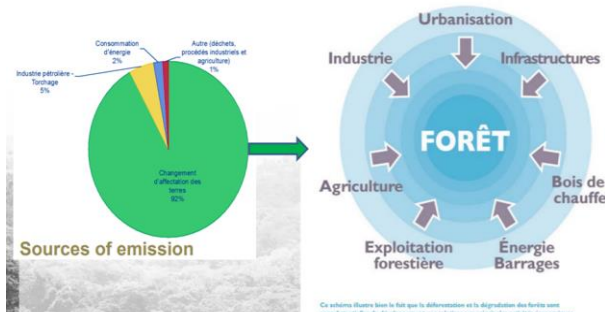 Consommation
d'énergie
2%
Autre (déchets,
procédés industriels et
agriculture)
1%
Industrie pétrolière -
Torchage
5%
Changement
d'affectation des
terres
92%
Sources of emission
Urbanisation
Industrie
Infrastructures
FORÊT
Agriculture
Bois de
chauffe
Exploitation
forestière
Énergie
Barrages
Ce schéma illustre bien le fait que la déforestation et la dégradation des forêts sont